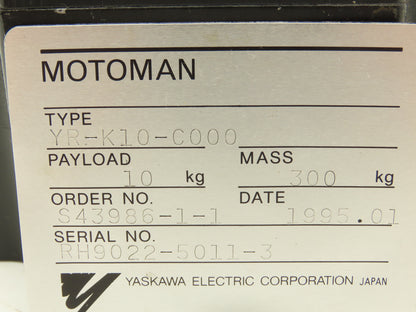 MOTOMAN
TYPE
YR-K10-C000
PAYLOAD MASS
10 kg 300 kg
ORDER NO. DATE
S43986-1-1 1995.01
SERIAL NO.
RH9022-5011-3
YASKAWA ELECTRIC CORPORATION JAPAN